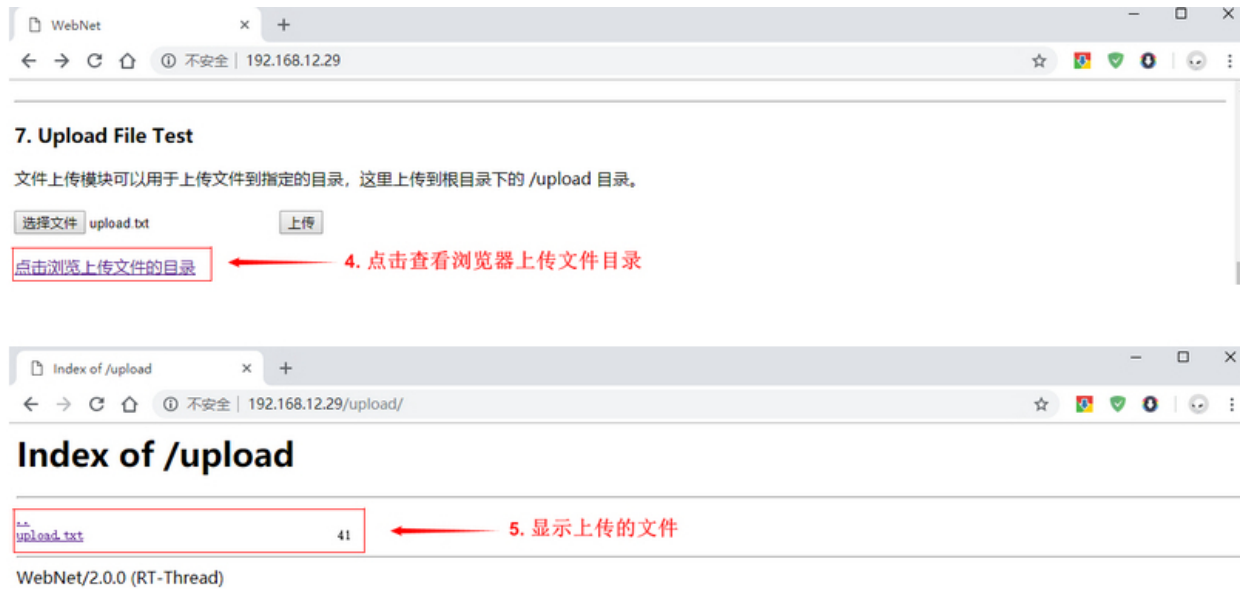 WebNet
不安全 | 192.168.12.29
7. Upload File Test
文件上传模块可以用于上传文件到指定的目录，这里上传到根目录下的 /upload 目录。
选择文件 upload.txt 上传
点击浏览上传文件的目录 4. 点击查看浏览器上传文件目录
Index of /upload
不安全 | 192.168.12.29/upload/
Index of /upload
..
upload.txt 41 5. 显示上传的文件
WebNet/2.0.0 (RT-Thread)